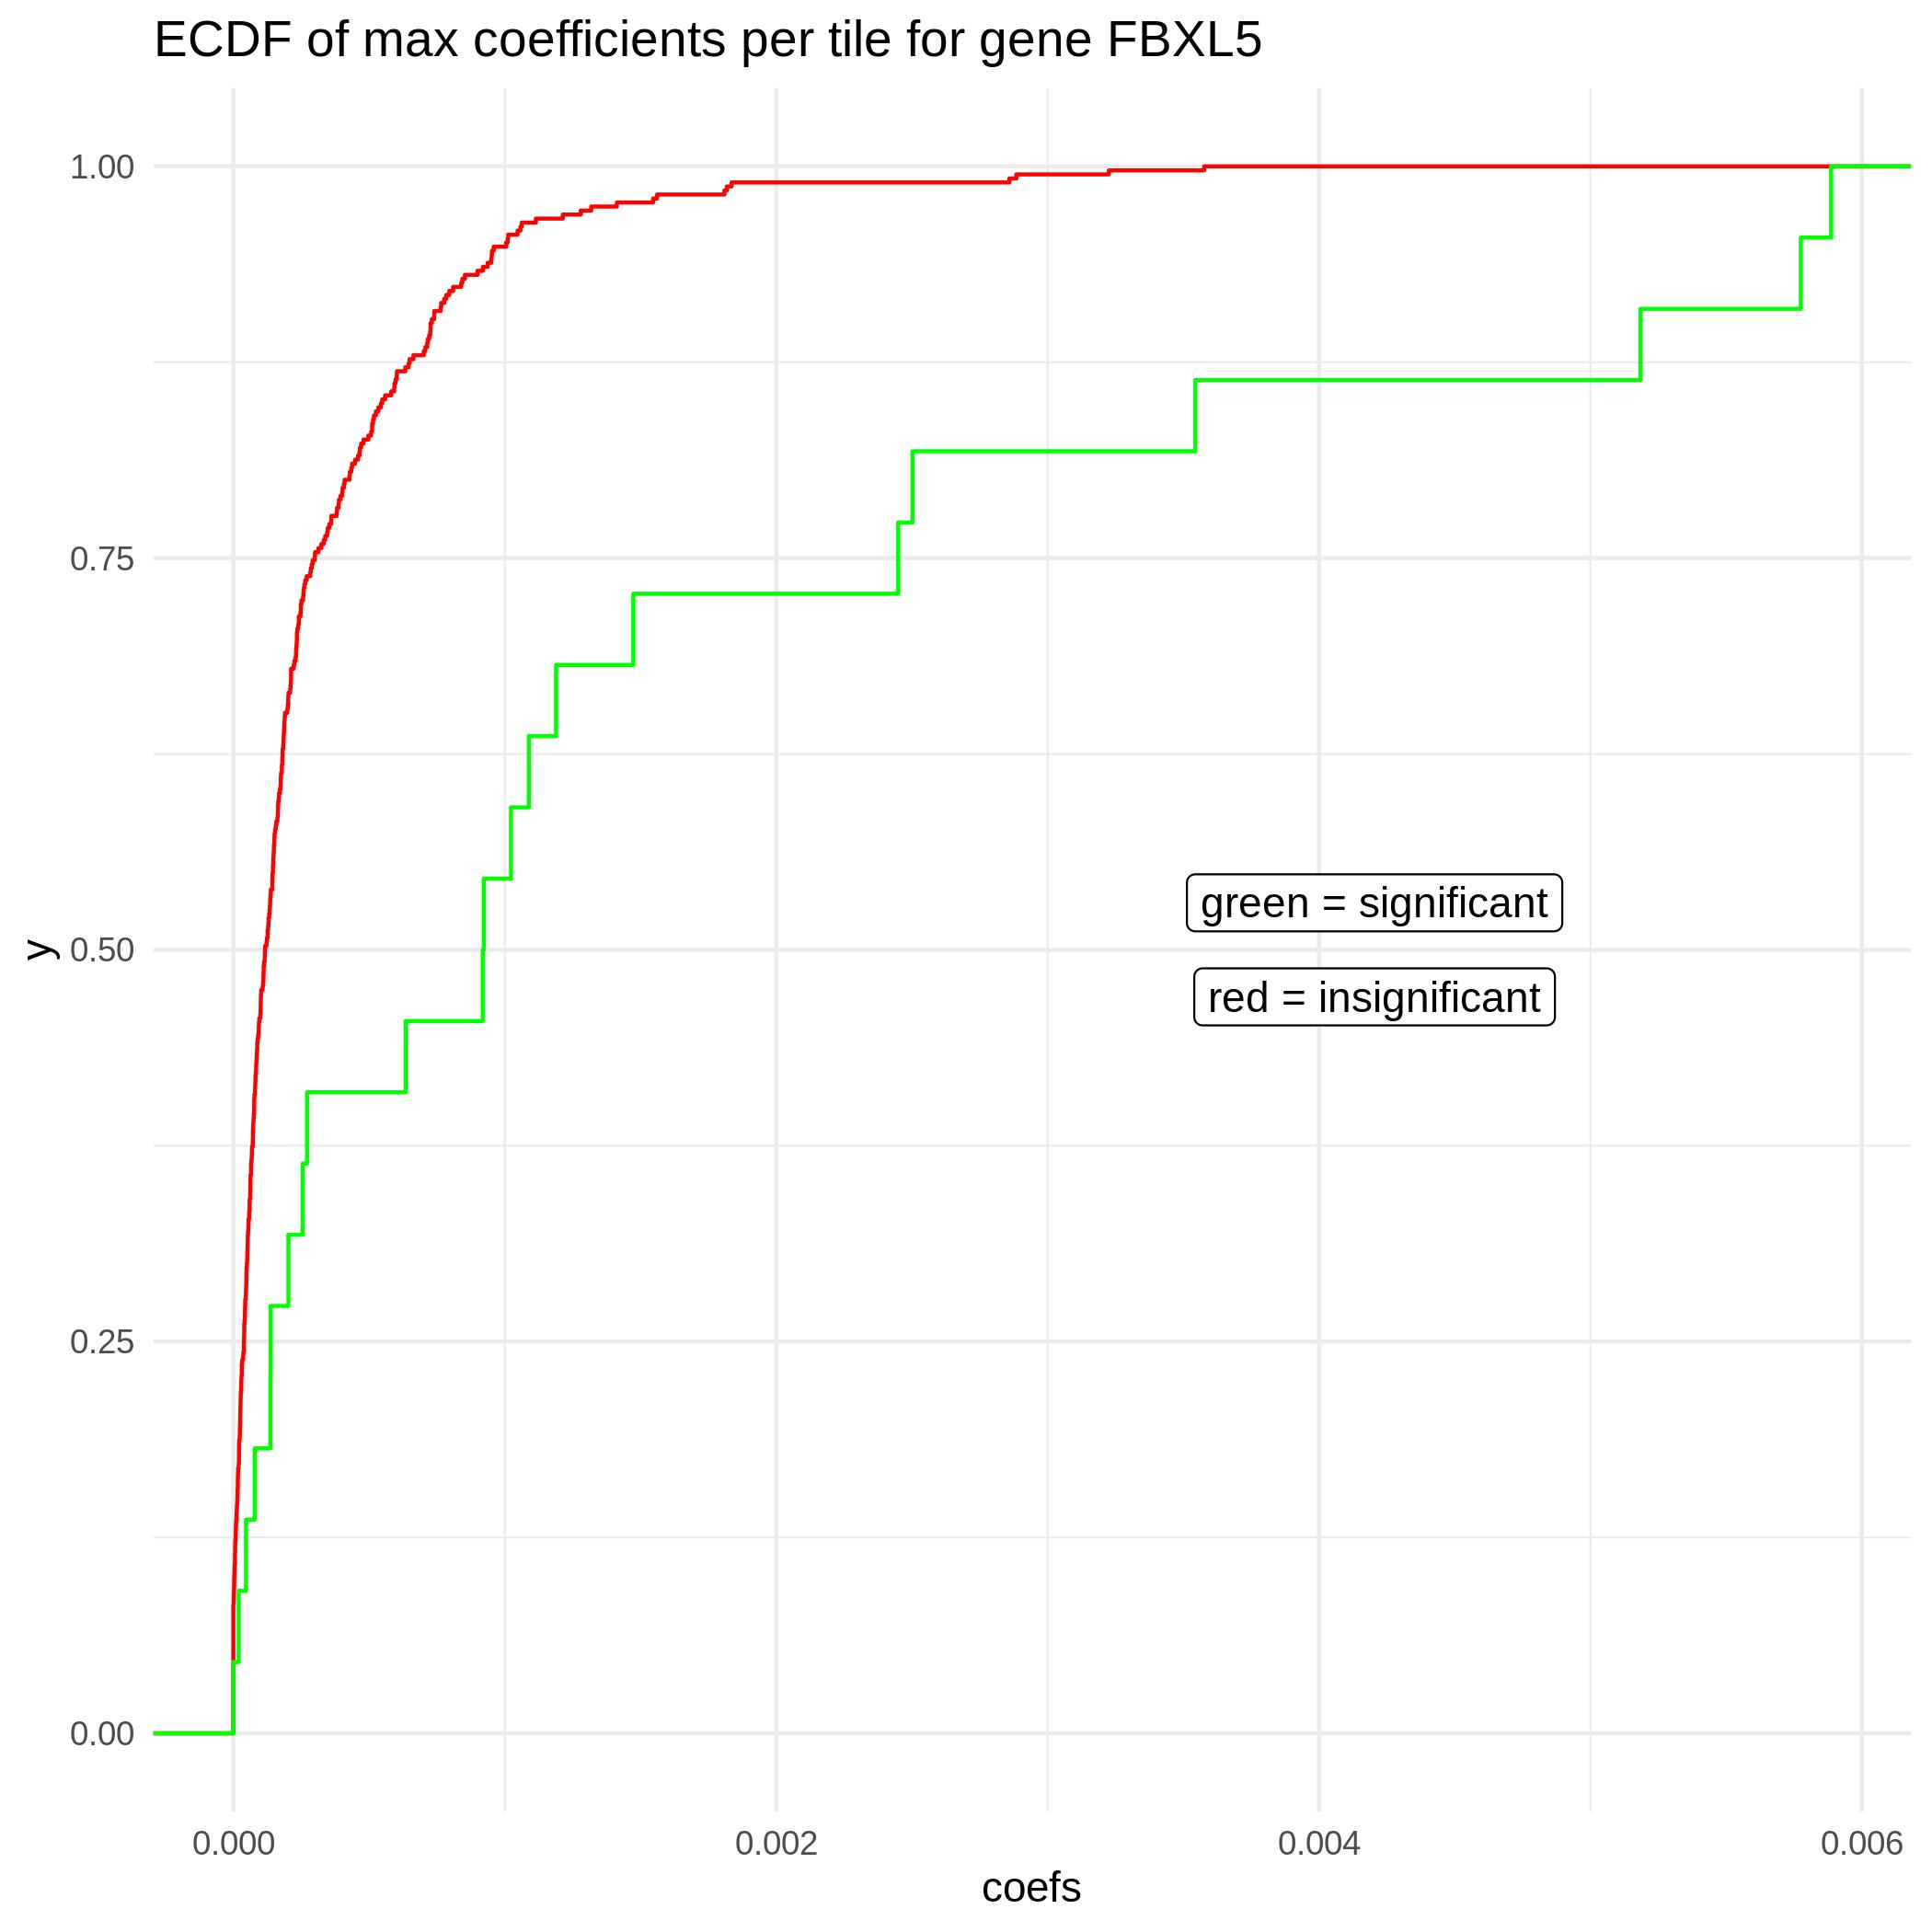 ECDF of max coefficients per tile for gene FBXL5
1.00
0.75
0.50
0.25
0.00
y
green = significant
red = insignificant
0.000 0.002 0.004 0.006
coefs